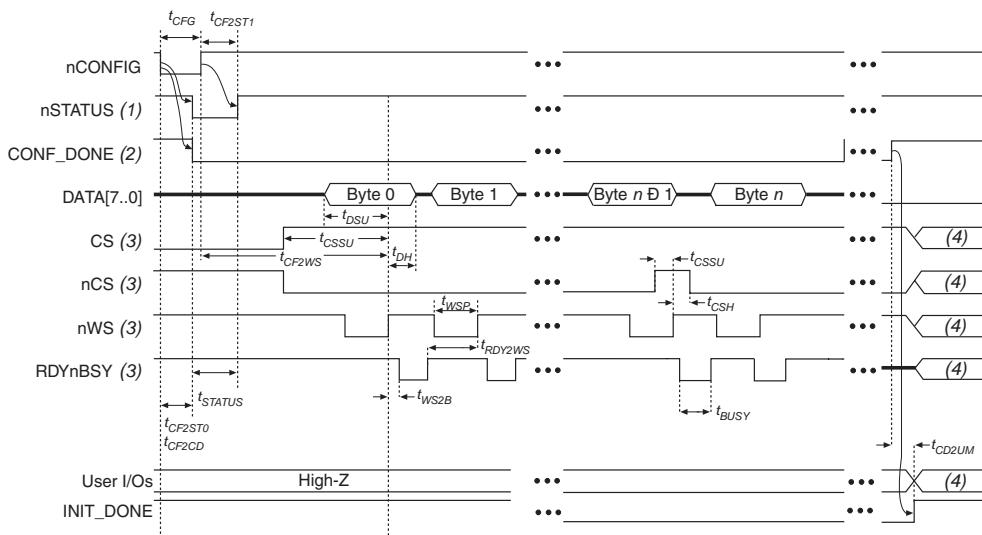 tCFG
tCF2ST1
nCONFIG
nSTATUS (1)
CONF_DONE (2)
DATA[7..0]
Byte 0
Byte 1
Byte n Ð 1
Byte n
tDSU
CS (3)
tCSSU
(4)
tCF2WS
tDH
tCSSU
nCS (3)
(4)
tWSP
tCSH
nWS (3)
tRDY2WS
RDYnBSY (3)
(4)
tSTATUS
tWS2B
tBUSY
tCF2ST0
tCF2CD
tCD2UM
User I/Os
High-Z
(4)
INIT_DONE